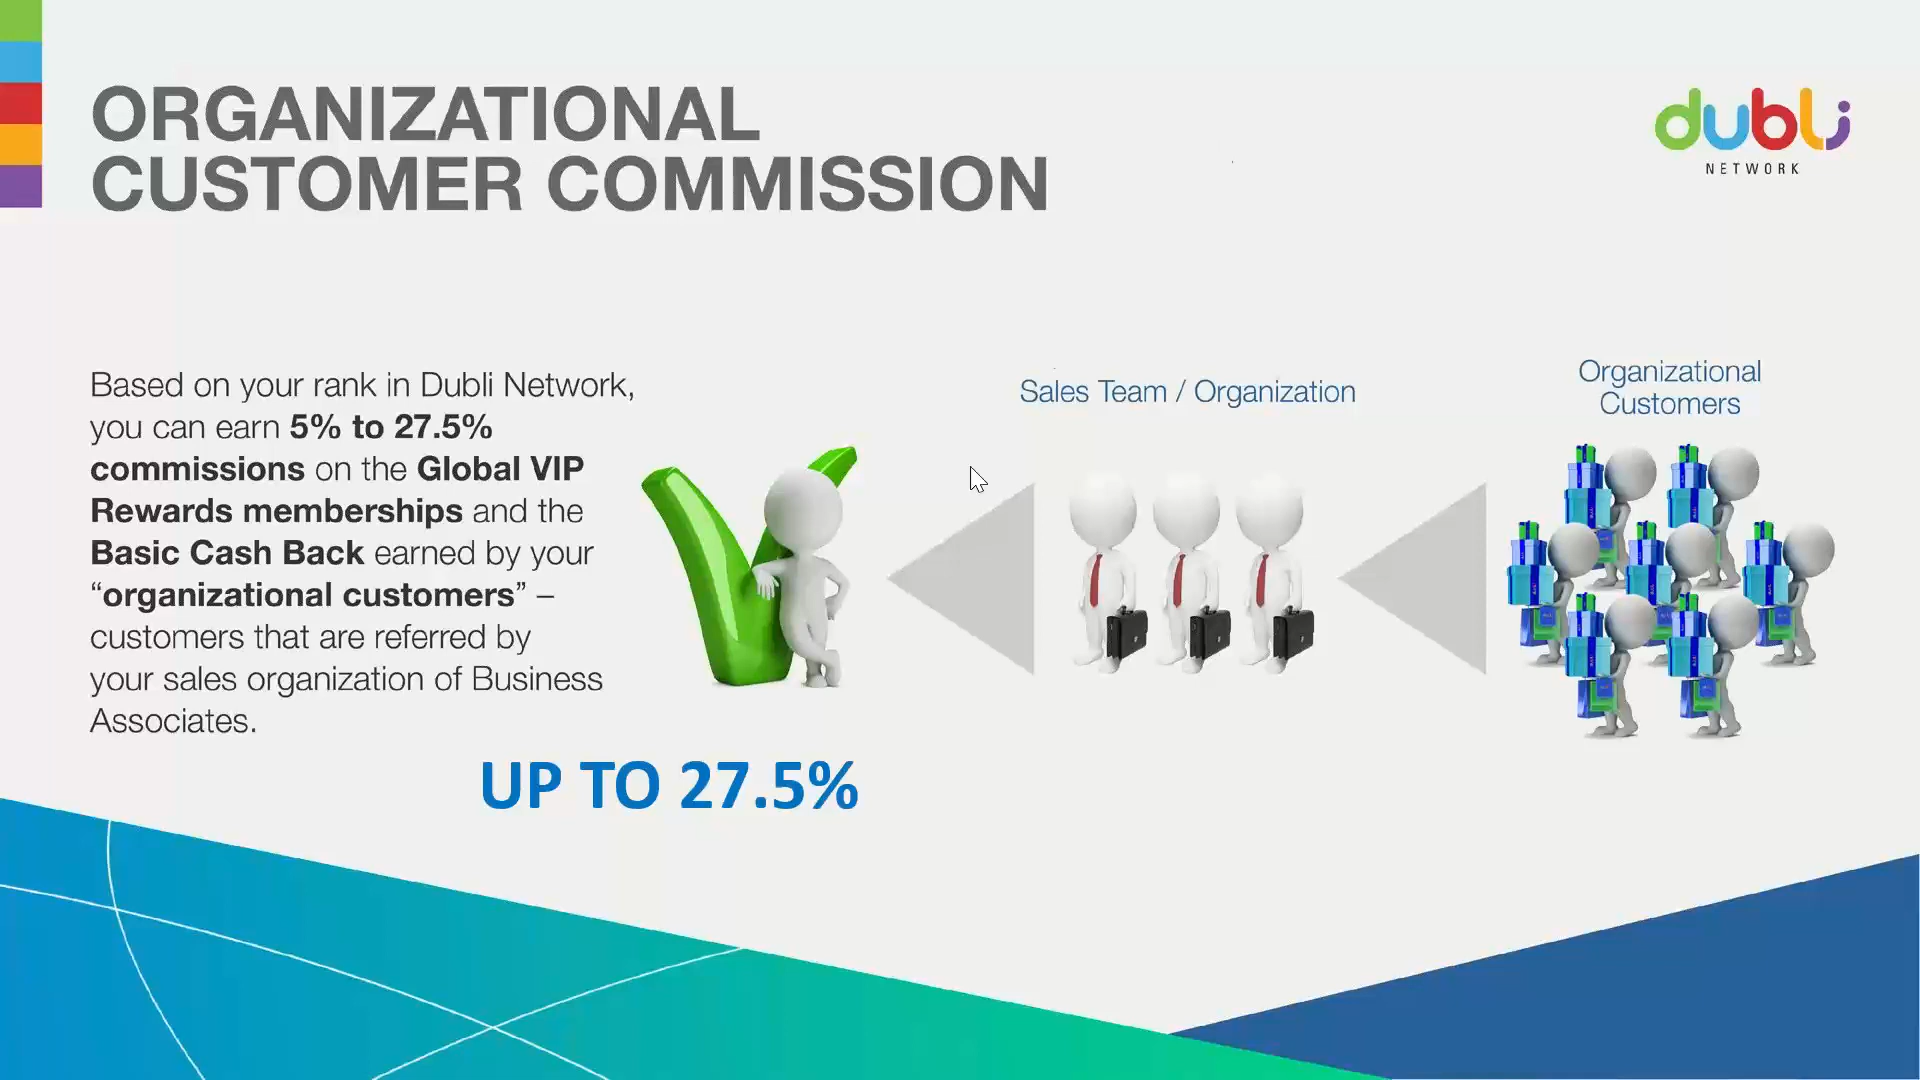 ORGANIZATIONAL
CUSTOMER COMMISSION
dubli
NETWORK
Based on your rank in Dubli Network,
you can earn 5% to 27.5%
commissions on the Global VIP
Rewards memberships and the
Basic Cash Back earned by your
“organizational customers” –
customers that are referred by
your sales organization of Business
Associates.
UP TO 27.5%
Sales Team / Organization
Organizational
Customers